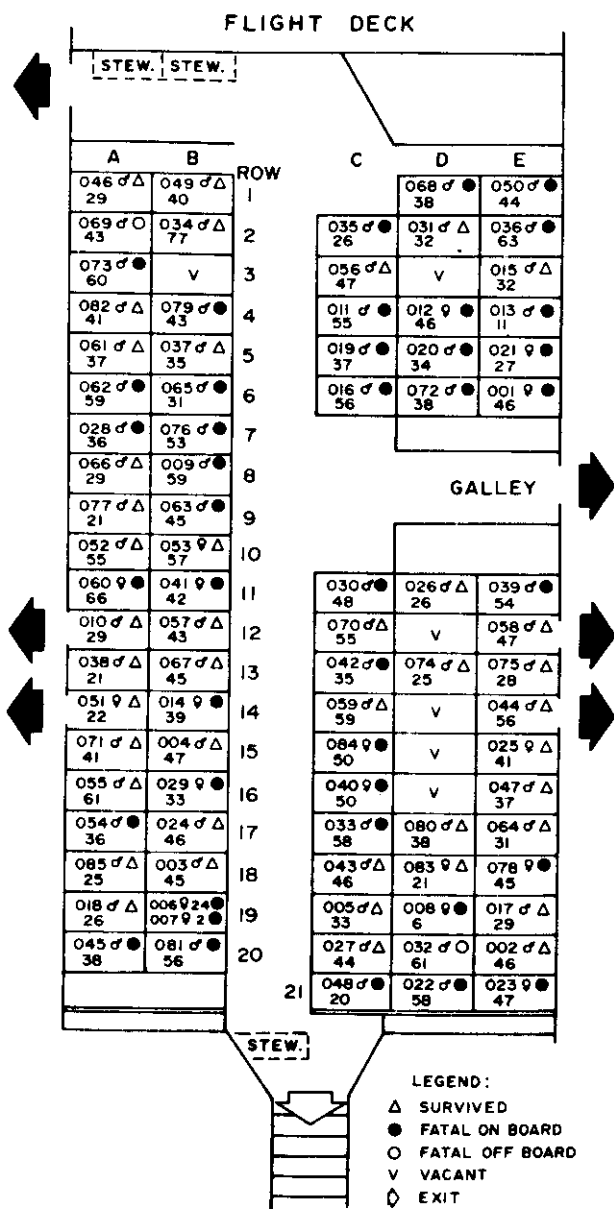 FLIGHT DECK
STEW. STEW.
A B ROW C D E
046 ♂ △ 049 ♂ △ 1 068 ♂ ● 050 ♂ ●
29 40 38 44
069 ♂ ○ 034 ♂ △ 2 035 ♂ ● 031 ♂ △ 036 ♂ ●
43 77 26 32 63
073 ♂ ● V 3 056 ♂ △ V 015 ♂ △
60 47 32
082 ♂ △ 079 ♂ ● 4 011 ♂ ● 012 ♀ ● 013 ♂ ●
41 43 55 46 11
061 ♂ △ 037 ♂ △ 5 019 ♂ ● 020 ♂ ● 021 ♀ ●
37 35 37 34 27
062 ♂ ● 065 ♂ ● 6 016 ♂ ● 072 ♂ ● 001 ♀ ●
59 31 56 38 46
028 ♂ ● 076 ♂ ● 7
36 53
066 ♂ △ 009 ♂ ● 8
29 59
GALLEY
077 ♂ △ 063 ♂ ● 9
21 45
052 ♂ △ 053 ♀ △ 10
55 57
060 ♀ ● 041 ♀ ● 11 030 ♂ ● 026 ♂ △ 039 ♂ ●
66 42 48 26 54
010 ♂ △ 057 ♂ △ 12 070 ♂ △ V 058 ♂ △
29 43 55 47
038 ♂ △ 067 ♂ △ 13 042 ♂ ● 074 ♂ △ 075 ♂ △
21 45 35 25 28
051 ♀ △ 014 ♀ ● 14 059 ♂ △ V 044 ♂ △
22 39 59 56
071 ♂ △ 004 ♂ △ 15 084 ♀ ● V 025 ♀ △
41 47 50 41
055 ♂ △ 029 ♀ ● 16 040 ♀ ● V 047 ♂ △
61 33 50 37
054 ♂ ● 024 ♂ △ 17 033 ♂ ● 080 ♂ △ 064 ♂ △
36 46 58 38 31
085 ♂ △ 003 ♂ △ 18 043 ♂ △ 083 ♀ △ 078 ♀ ●
25 45 46 21 45
018 ♂ △ 006 ♀ 24 ● 19 005 ♂ △ 008 ♀ ● 017 ♂ △
26 007 ♀ 2 ● 33 6 29
045 ♂ ● 081 ♂ ● 20 027 ♂ △ 032 ♂ ○ 002 ♂ △
38 56 44 61 46
21 048 ♂ ● 022 ♂ ● 023 ♀ ●
20 58 47
STEW.
LEGEND:
△ SURVIVED
● FATAL ON BOARD
○ FATAL OFF BOARD
V VACANT
EXIT